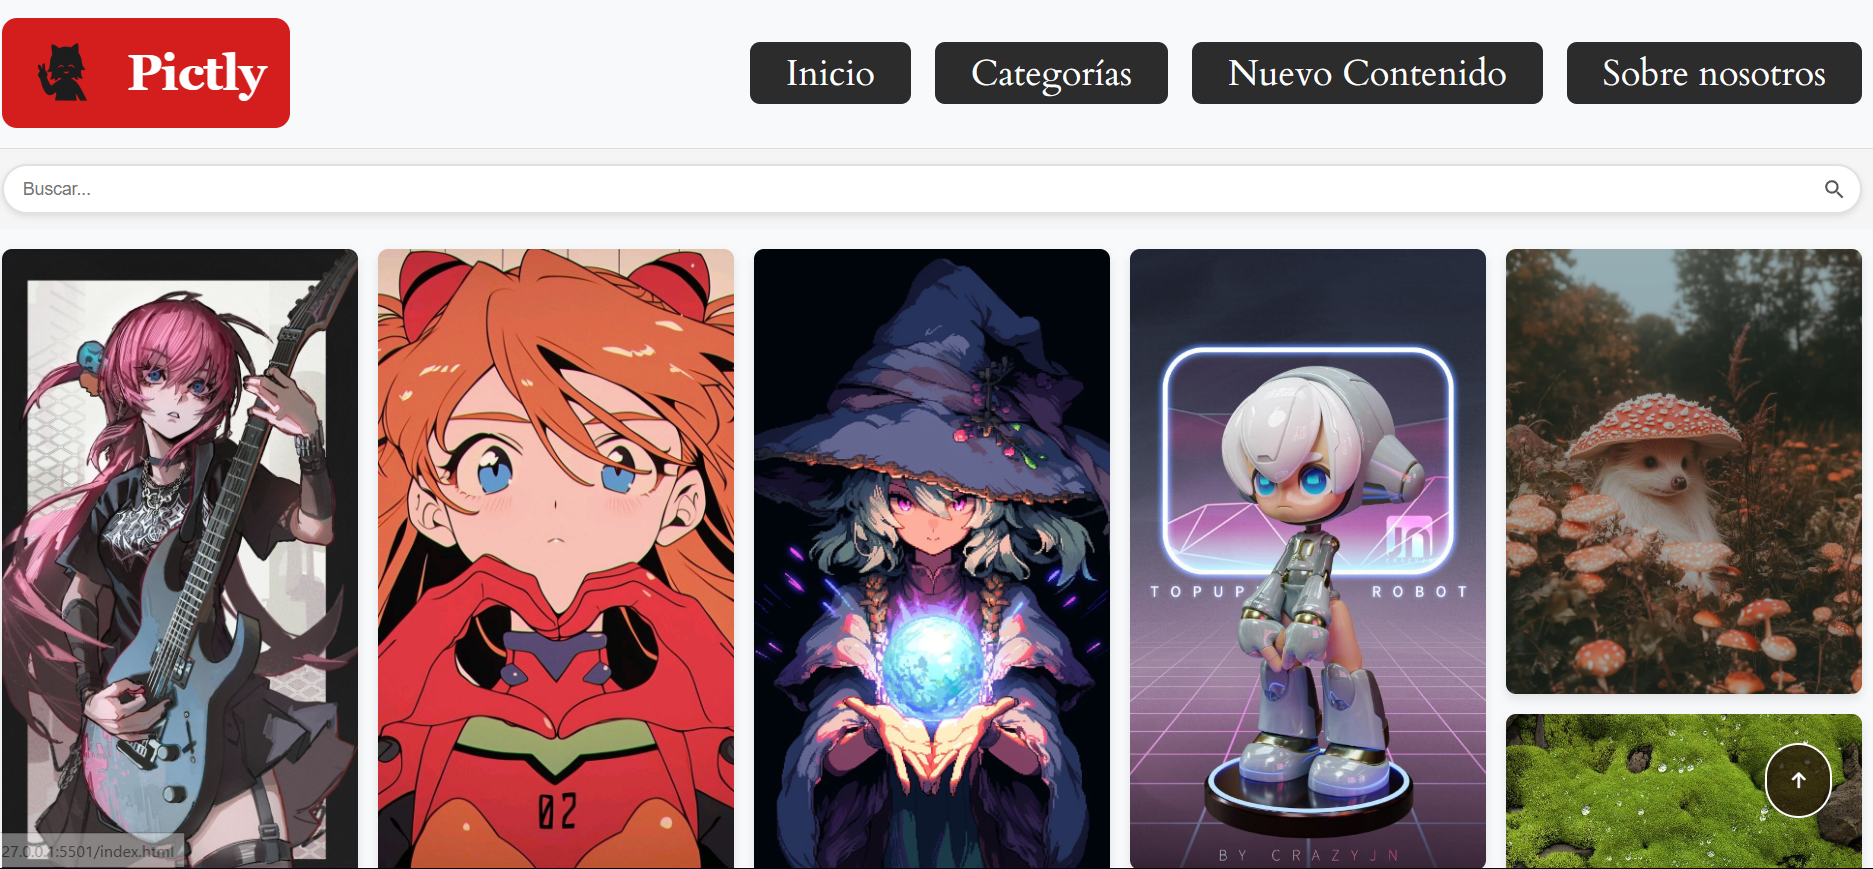 Pictly
Inicio
Categorías
Nuevo Contenido
Sobre nosotros
Buscar...
TOPUP ROBOT
02
BY CRAZYJN
27.0.0.1:5501/index.html